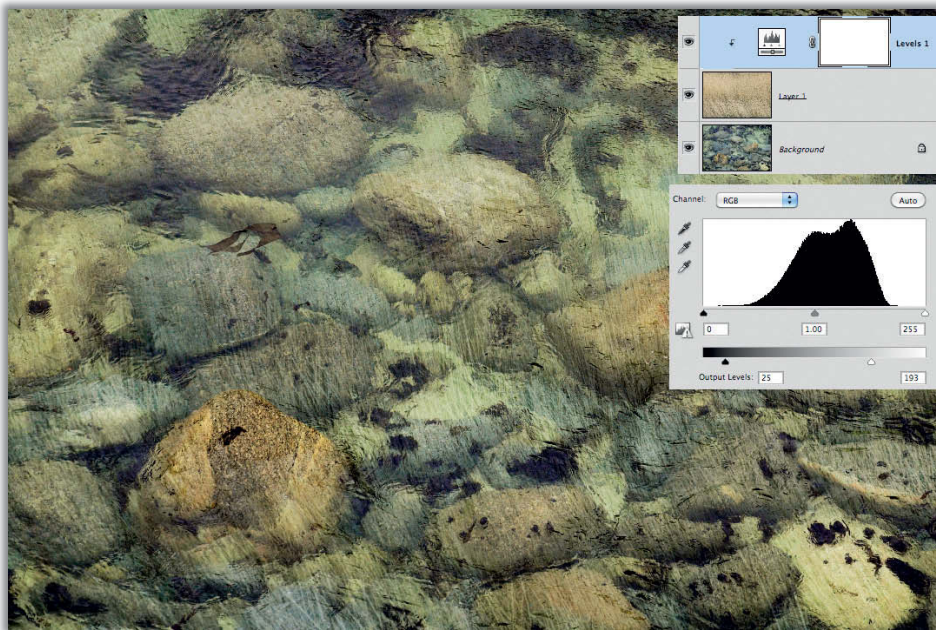 Levels 1
Layer 1
Background
Channel: RGB Auto
0 1.00 255
Output Levels: 25 193